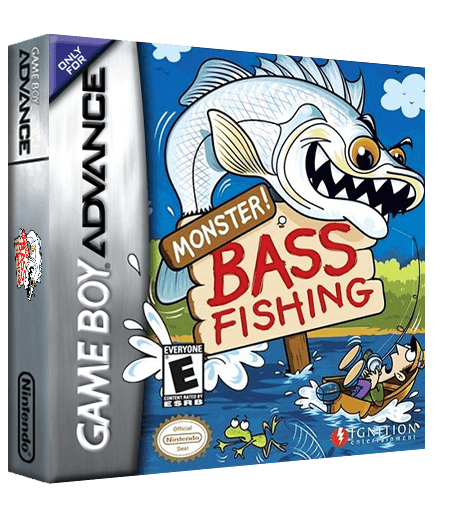 GAME BOY
ADVANCE
Nintendo
ONLY
FOR
GAME BOY ADVANCE
MONSTER!
BASS
FISHING
EVERYONE
E
CONTENT RATED BY
ESRB
Official
Nintendo
Seal
IGNITION
entertainment